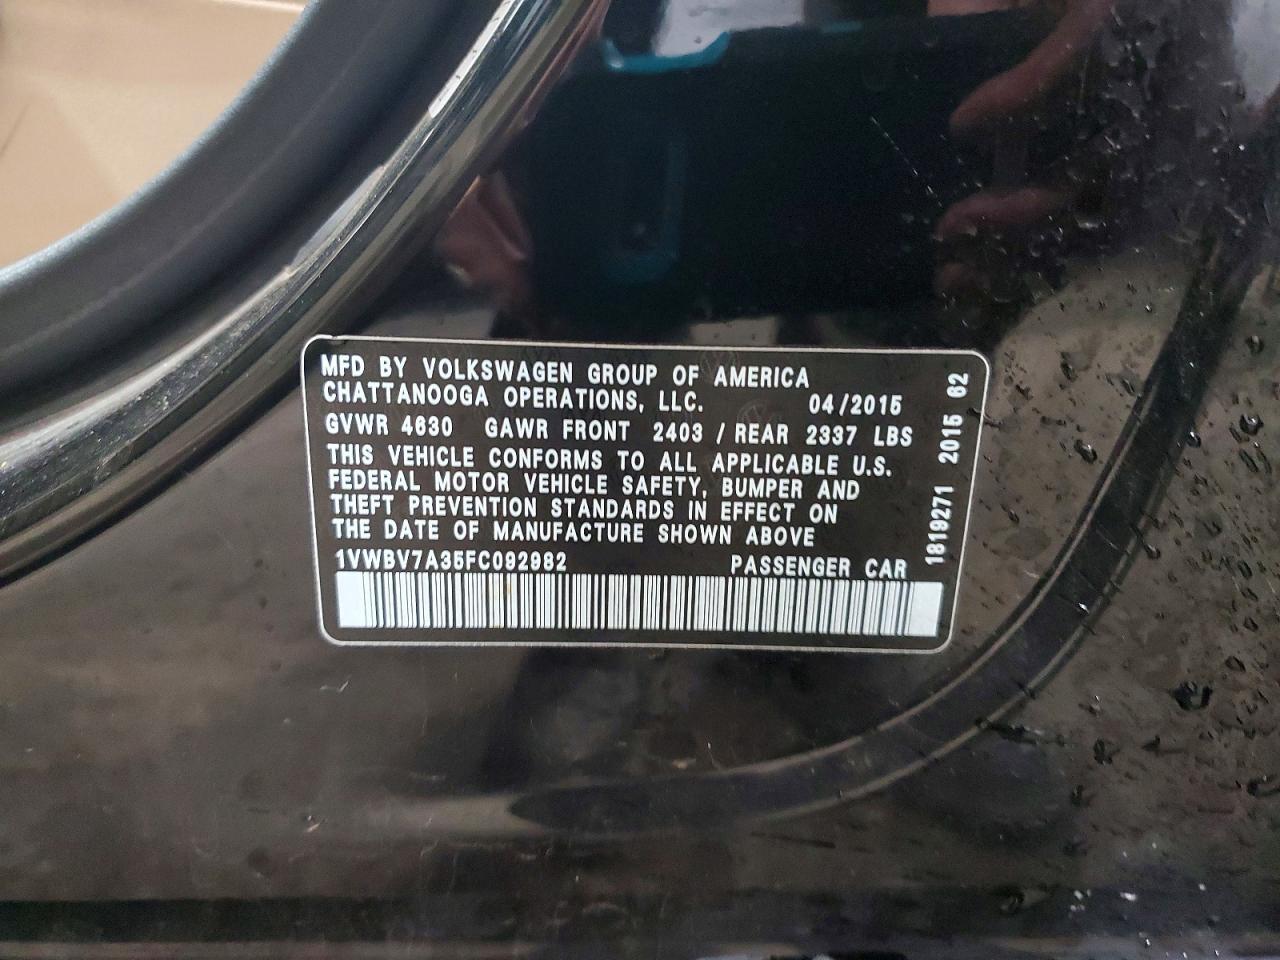 MFD BY VOLKSWAGEN GROUP OF AMERICA
CHATTANOOGA OPERATIONS, LLC. 04/2015
GVWR 4630 GAWR FRONT 2403 / REAR 2337 LBS
THIS VEHICLE CONFORMS TO ALL APPLICABLE U.S.
FEDERAL MOTOR VEHICLE SAFETY, BUMPER AND
THEFT PREVENTION STANDARDS IN EFFECT ON
THE DATE OF MANUFACTURE SHOWN ABOVE
1VWBV7A35FC092982 PASSENGER CAR
1819271 2015 62